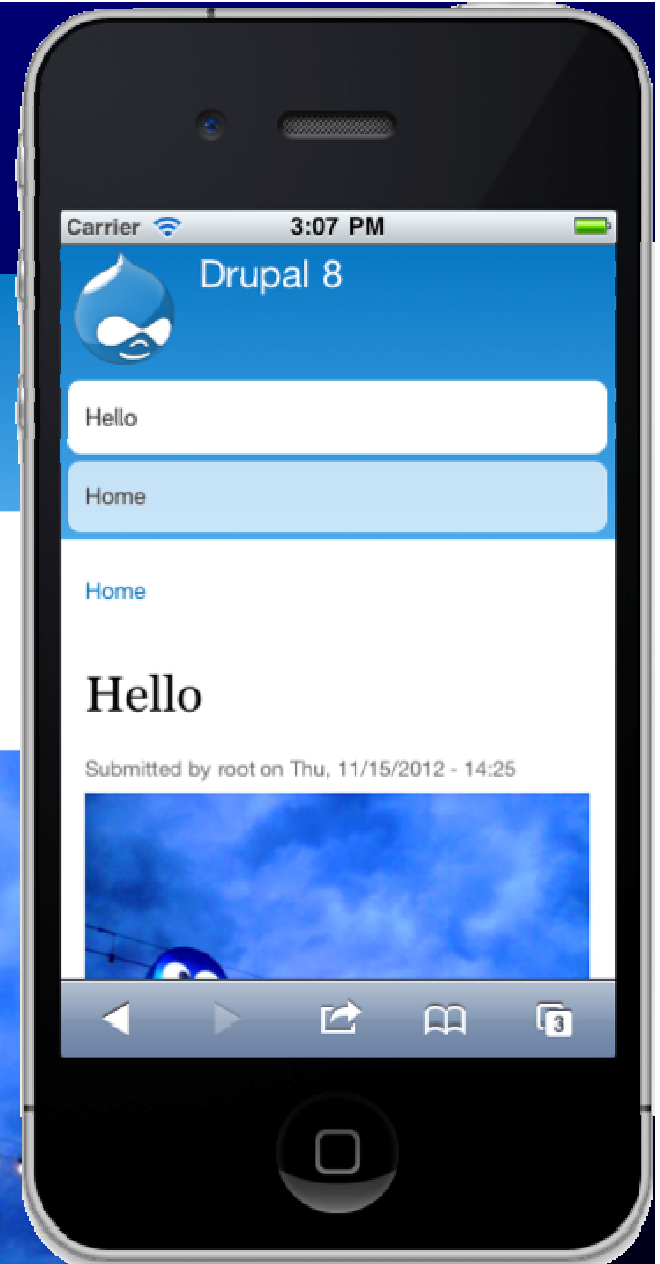 Carrier 3:07 PM
Drupal 8
Hello
Home
Home
Hello
Submitted by root on Thu, 11/15/2012 - 14:25
3